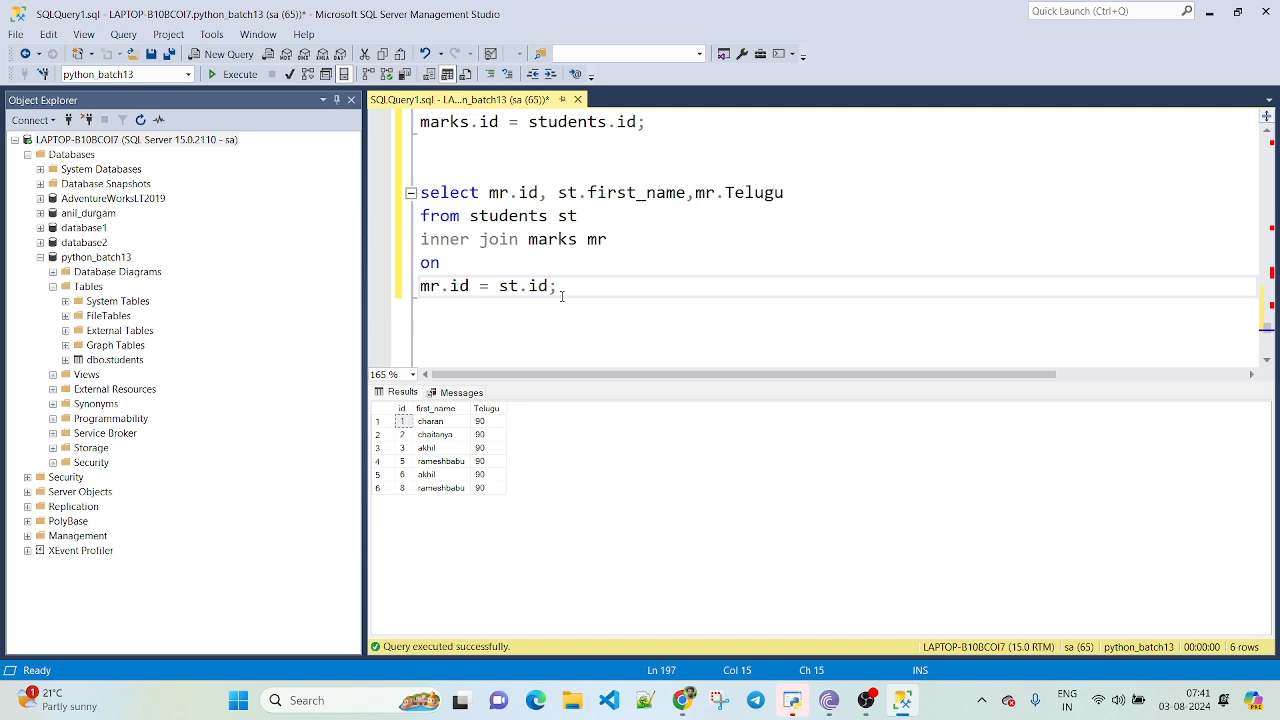 SQLQuery1.sql - LAPTOP-B10BCOI7.python_batch13 (sa (65))* - Microsoft SQL Server Management Studio
Quick Launch (Ctrl+Q)
File Edit View Query Project Tools Window Help
New Query
python_batch13 Execute
Object Explorer
SQLQuery1.sql - LA...n_batch13 (sa (65))*
Connect
LAPTOP-B10BCOI7 (SQL Server 15.0.2110 - sa)
Databases
System Databases
Database Snapshots
AdventureWorksLT2019
anil_durgam
database1
database2
python_batch13
Database Diagrams
Tables
System Tables
FileTables
External Tables
Graph Tables
dbo.students
Views
External Resources
Synonyms
Programmability
Service Broker
Storage
Security
Security
Server Objects
Replication
PolyBase
Management
XEvent Profiler
marks.id = students.id;
select mr.id, st.first_name,mr.Telugu
from students st
inner join marks mr
on
mr.id = st.id;
165 %
Results Messages
id first_name Telugu
1 1 charan 90
2 2 chaitanya 90
3 3 akhil 90
4 5 rameshbabu 90
5 6 akhil 90
6 8 rameshbabu 90
Query executed successfully. LAPTOP-B10BCOI7 (15.0 RTM) sa (65) python_batch13 00:00:00 6 rows
Ready Ln 197 Col 15 Ch 15 INS
1 21°C
Partly sunny
Search
ENG
IN
07:41
03-08-2024
PRE